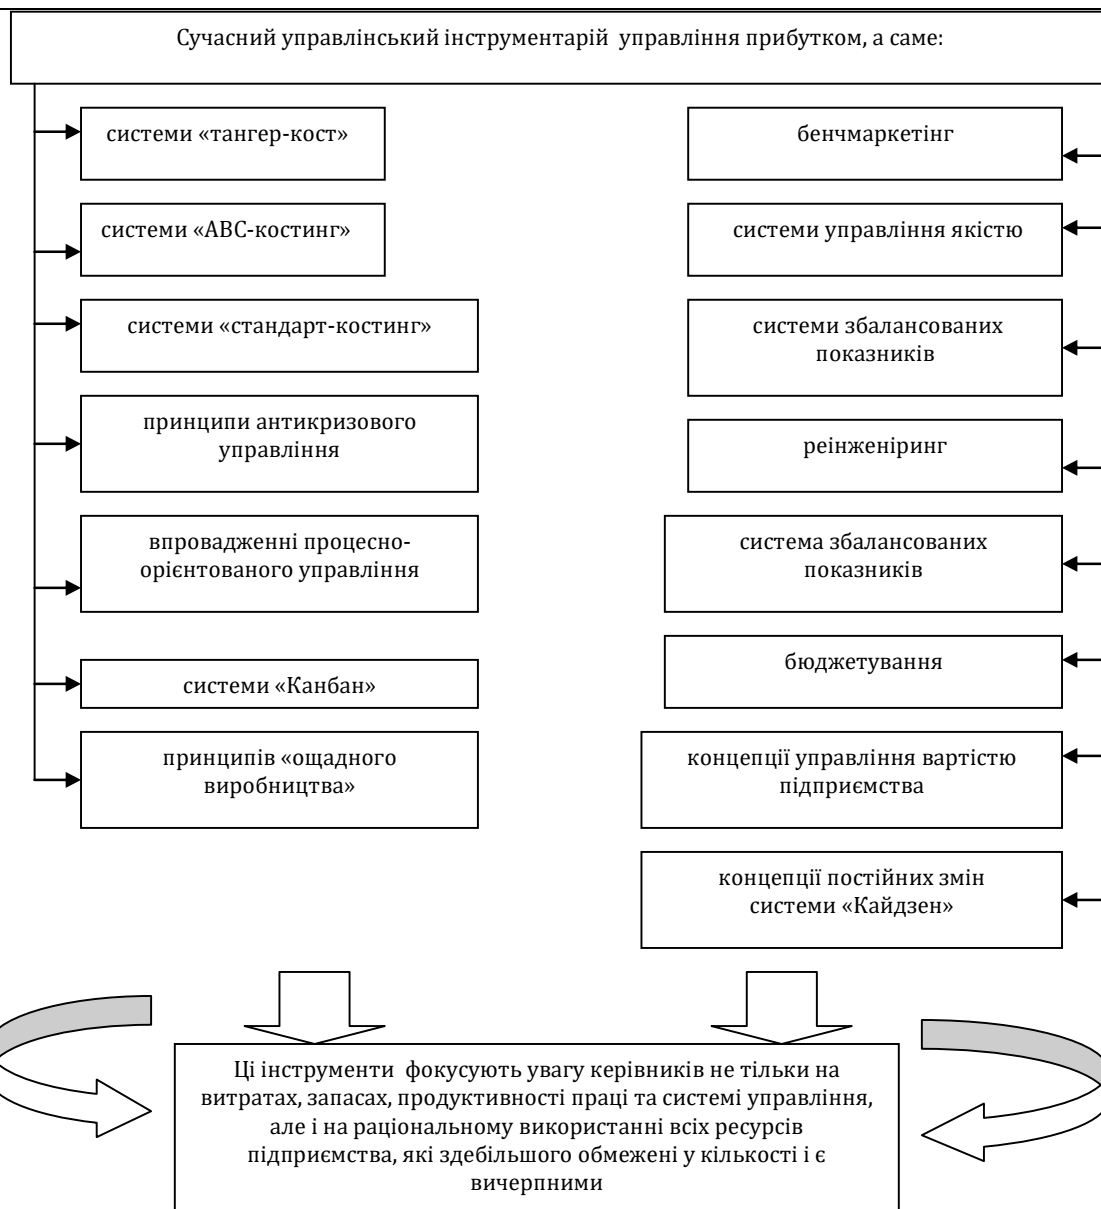 Сучасний управлінський інструментарій управління прибутком, а саме:
системи «тангер-кост»
системи «АВС-костинг»
системи «стандарт-костинг»
принципи антикризового
управління
впровадженні процесно-
орієнтованого управління
системи «Канбан»
принципів «ощадного
виробництва»
бенчмаркетінг
системи управління якістю
системи збалансованих
показників
реінженіринг
система збалансованих
показників
бюджетування
концепції управління вартістю
підприємства
концепції постійних змін
системи «Кайдзен»
Ці інструменти фокусують увагу керівників не тільки на
витратах, запасах, продуктивності праці та системі управління,
але і на раціональному використанні всіх ресурсів
підприємства, які здебільшого обмежені у кількості і є
вичерпними